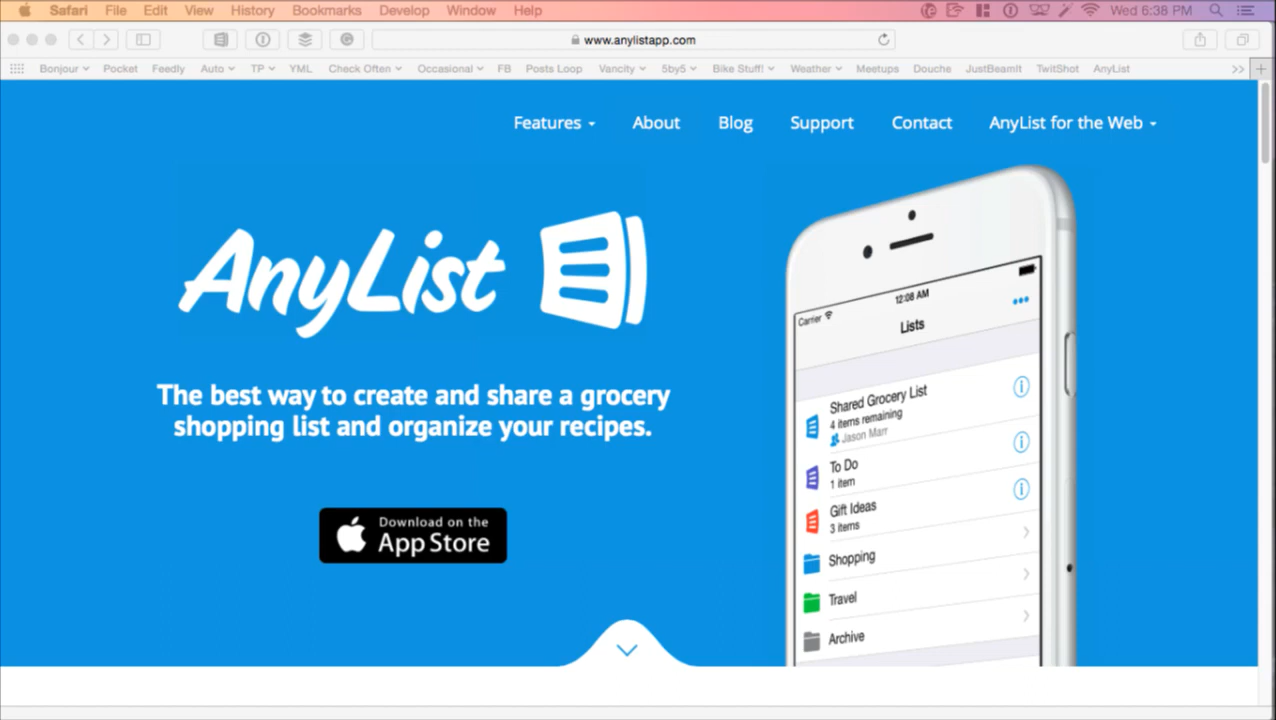 Safari File Edit View History Bookmarks Develop Window Help Wed 6:38 PM
www.anylistapp.com
Bonjour Pocket Feedly Auto TP YML Check Often Occasional FB Posts Loop Vancity 5by5 Bike Stuff! Weather Meetups Douche JustBeamIt TwitShot AnyList
Features About Blog Support Contact AnyList for the Web
AnyList
The best way to create and share a grocery
shopping list and organize your recipes.
Download on the
App Store
12:08 AM
Carrier
Lists
Shared Grocery List
4 items remaining
Jason Marr
To Do
1 item
Gift Ideas
3 items
Shopping
Travel
Archive